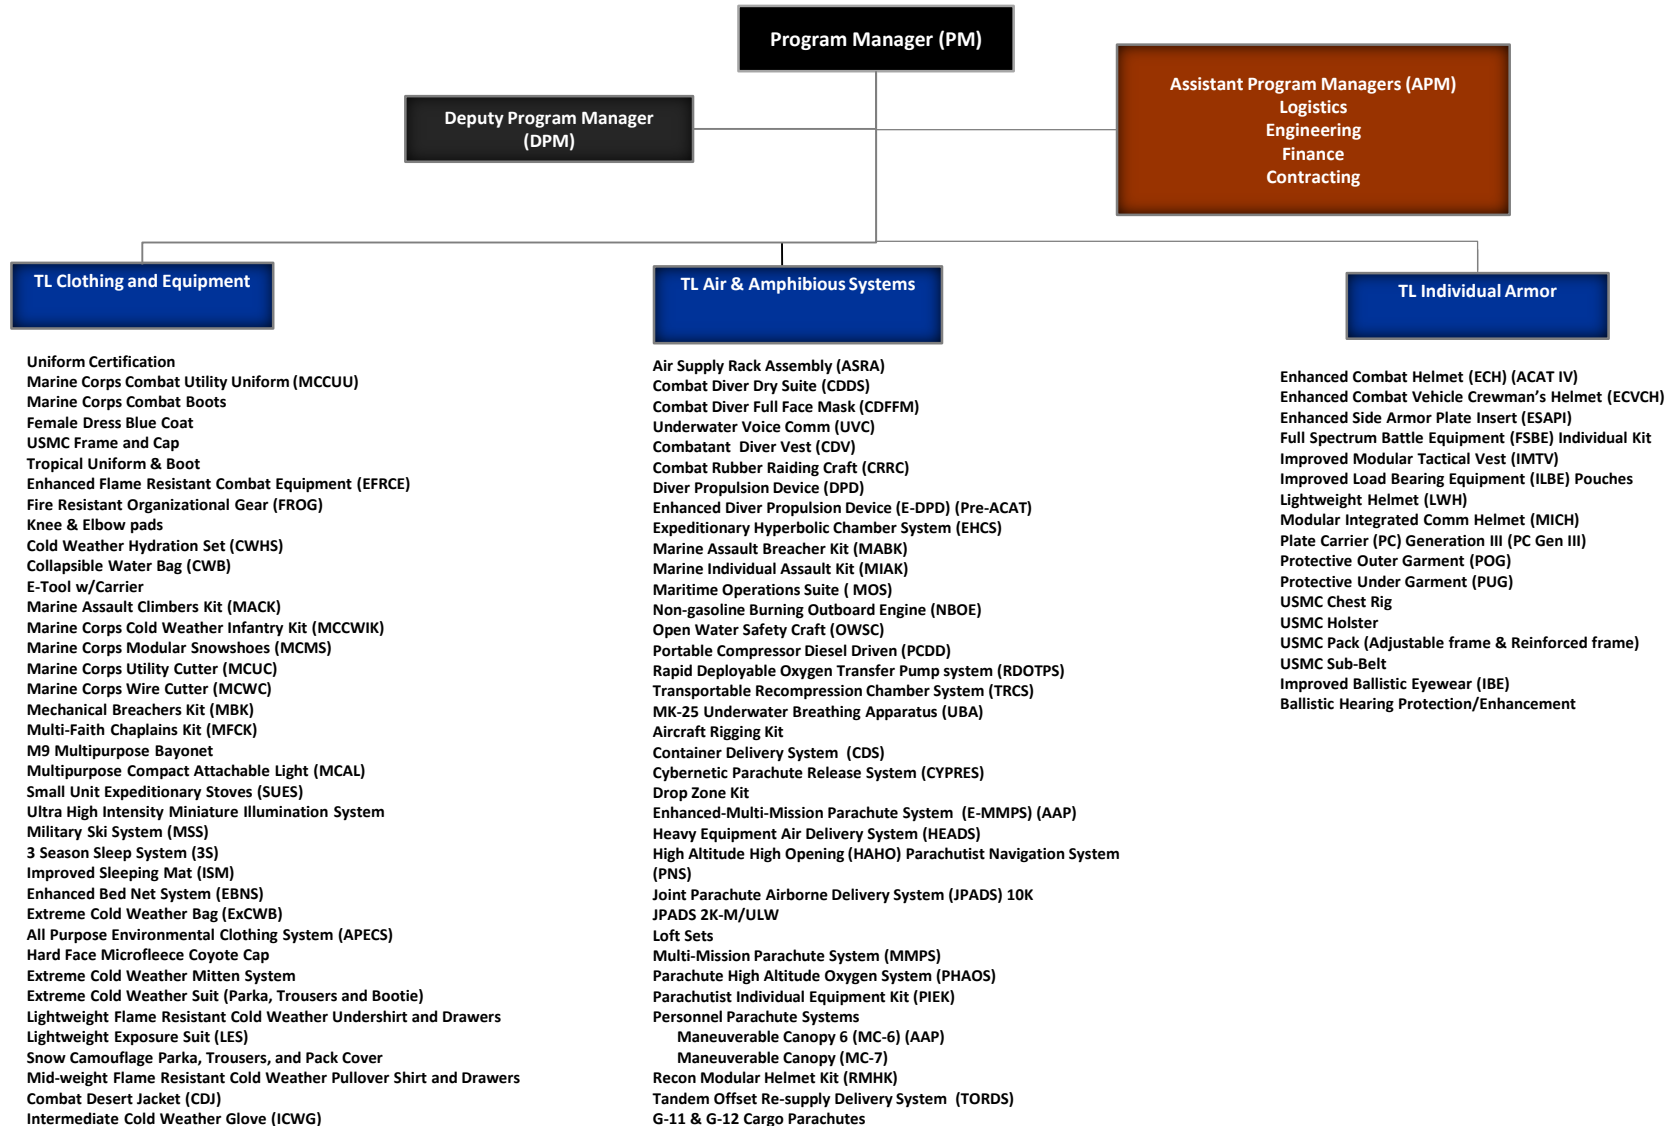 Program Manager (PM)
Deputy Program Manager
(DPM)
Assistant Program Managers (APM)
Logistics
Engineering
Finance
Contracting
TL Clothing and Equipment
Uniform Certification
Marine Corps Combat Utility Uniform (MCCUU)
Marine Corps Combat Boots
Female Dress Blue Coat
USMC Frame and Cap
Tropical Uniform & Boot
Enhanced Flame Resistant Combat Equipment (EFRCE)
Fire Resistant Organizational Gear (FROG)
Knee & Elbow pads
Cold Weather Hydration Set (CWHS)
Collapsible Water Bag (CWB)
E-Tool w/Carrier
Marine Assault Climbers Kit (MACK)
Marine Corps Cold Weather Infantry Kit (MCCWIK)
Marine Corps Modular Snowshoes (MCMS)
Marine Corps Utility Cutter (MCUC)
Marine Corps Wire Cutter (MCWC)
Mechanical Breachers Kit (MBK)
Multi-Faith Chaplains Kit (MFCK)
M9 Multipurpose Bayonet
Multipurpose Compact Attachable Light (MCAL)
Small Unit Expeditionary Stoves (SUES)
Ultra High Intensity Miniature Illumination System
Military Ski System (MSS)
3 Season Sleep System (3S)
Improved Sleeping Mat (ISM)
Enhanced Bed Net System (EBNS)
Extreme Cold Weather Bag (ExCWB)
All Purpose Environmental Clothing System (APECS)
Hard Face Microfleece Coyote Cap
Extreme Cold Weather Mitten System
Extreme Cold Weather Suit (Parka, Trousers and Bootie)
Lightweight Flame Resistant Cold Weather Undershirt and Drawers
Lightweight Exposure Suit (LES)
Snow Camouflage Parka, Trousers, and Pack Cover
Mid-weight Flame Resistant Cold Weather Pullover Shirt and Drawers
Combat Desert Jacket (CDJ)
Intermediate Cold Weather Glove (ICWG)
TL Air & Amphibious Systems
Air Supply Rack Assembly (ASRA)
Combat Diver Dry Suite (CDDS)
Combat Diver Full Face Mask (CDFFM)
Underwater Voice Comm (UVC)
Combatant Diver Vest (CDV)
Combat Rubber Raiding Craft (CRRC)
Diver Propulsion Device (DPD)
Enhanced Diver Propulsion Device (E-DPD) (Pre-ACAT)
Expeditionary Hyperbolic Chamber System (EHCS)
Marine Assault Breacher Kit (MABK)
Marine Individual Assault Kit (MIAK)
Maritime Operations Suite ( MOS)
Non-gasoline Burning Outboard Engine (NBOE)
Open Water Safety Craft (OWSC)
Portable Compressor Diesel Driven (PCDD)
Rapid Deployable Oxygen Transfer Pump system (RDOTPS)
Transportable Recompression Chamber System (TRCS)
MK-25 Underwater Breathing Apparatus (UBA)
Aircraft Rigging Kit
Container Delivery System (CDS)
Cybernetic Parachute Release System (CYPRES)
Drop Zone Kit
Enhanced-Multi-Mission Parachute System (E-MMPS) (AAP)
Heavy Equipment Air Delivery System (HEADS)
High Altitude High Opening (HAHO) Parachutist Navigation System
(PNS)
Joint Parachute Airborne Delivery System (JPADS) 10K
JPADS 2K-M/ULW
Loft Sets
Multi-Mission Parachute System (MMPS)
Parachute High Altitude Oxygen System (PHAOS)
Parachutist Individual Equipment Kit (PIEK)
Personnel Parachute Systems
Maneuverable Canopy 6 (MC-6) (AAP)
Maneuverable Canopy (MC-7)
Recon Modular Helmet Kit (RMHK)
Tandem Offset Re-supply Delivery System (TORDS)
G-11 & G-12 Cargo Parachutes
TL Individual Armor
Enhanced Combat Helmet (ECH) (ACAT IV)
Enhanced Combat Vehicle Crewman’s Helmet (ECVCH)
Enhanced Side Armor Plate Insert (ESAPI)
Full Spectrum Battle Equipment (FSBE) Individual Kit
Improved Modular Tactical Vest (IMTV)
Improved Load Bearing Equipment (ILBE) Pouches
Lightweight Helmet (LWH)
Modular Integrated Comm Helmet (MICH)
Plate Carrier (PC) Generation III (PC Gen III)
Protective Outer Garment (POG)
Protective Under Garment (PUG)
USMC Chest Rig
USMC Holster
USMC Pack (Adjustable frame & Reinforced frame)
USMC Sub-Belt
Improved Ballistic Eyewear (IBE)
Ballistic Hearing Protection/Enhancement